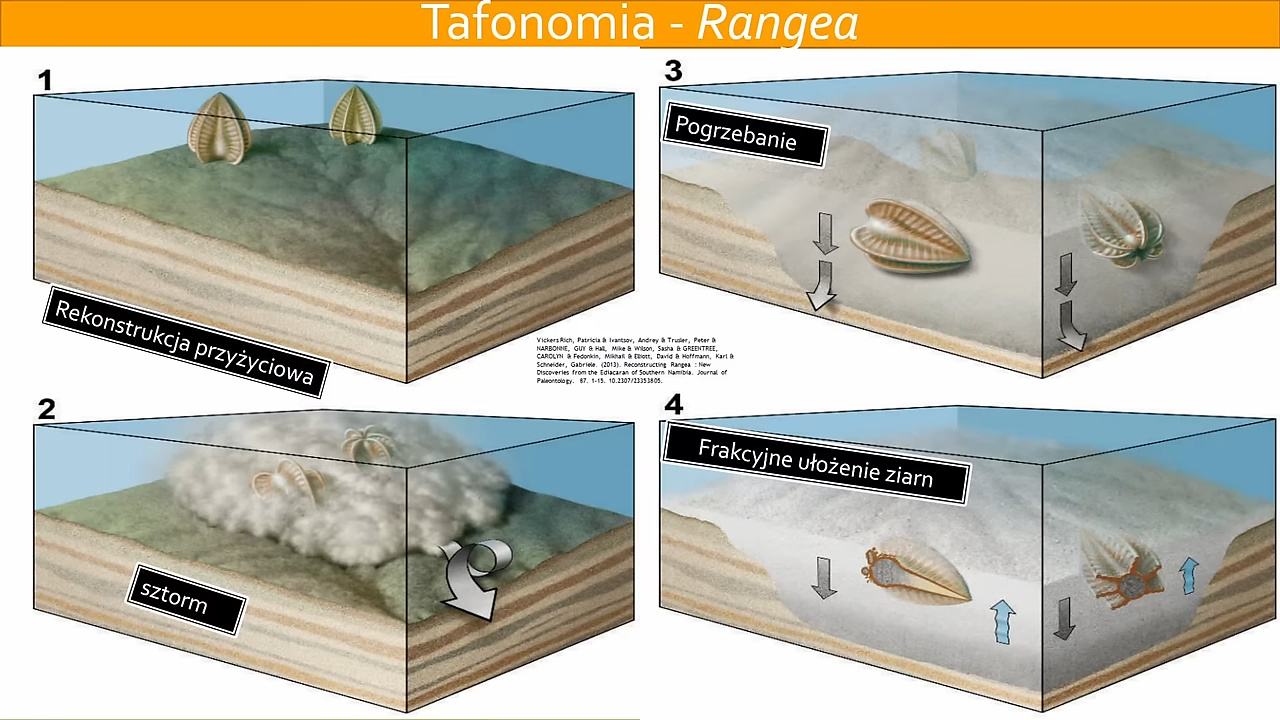 Tafonomia - Rangea
1
Rekonstrukcja przyżyciowa
2
sztorm
3
Pogrzebanie
4
Frakcyjne ułożenie ziarn
Vickers Rich, Patricia & Ivantsov, Andrey & Trusler, Peter &
NARBONNE, GUY & Hall, Mike & Wilson, Sasha & GREENTREE,
CAROLYN & Fedonkin, Mikhail & Elliott, David & Hoffmann, Karl &
Schneider, Gabriele. (2013). Reconstructing Rangea : New
Discoveries from the Ediacaran of Southern Namibia. Journal of
Paleontology. 87. 1-15. 10.2307/23353805.